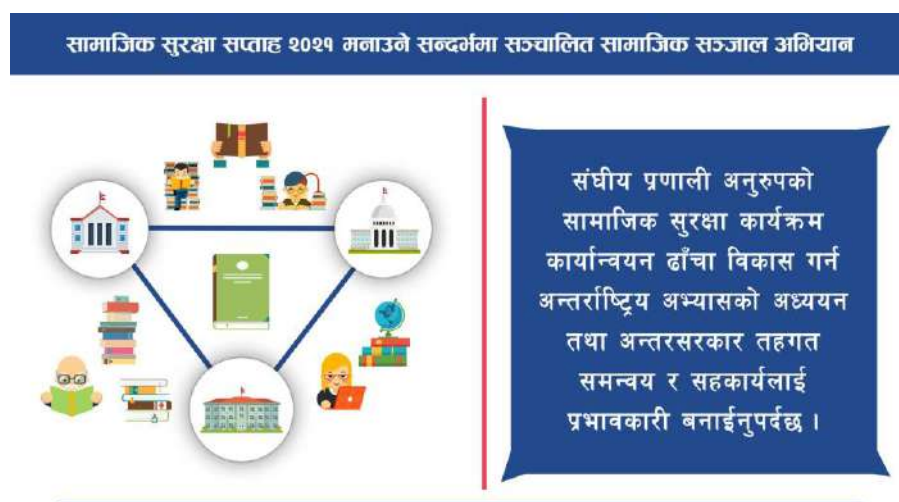 सामाजिक सुरक्षा सप्ताह २०२१ मनाउने सन्दर्भमा सञ्चालित सामाजिक सञ्जाल अभियान
संघीय प्रणाली अनुरुपको
सामाजिक सुरक्षा कार्यक्रम
कार्यान्वयन ढाँचा विकास गर्न
अन्तर्राष्ट्रिय अभ्यासको अध्ययन
तथा अन्तरसरकार तहगत
समन्वय र सहकार्यलाई
प्रभावकारी बनाईनुपर्दछ ।